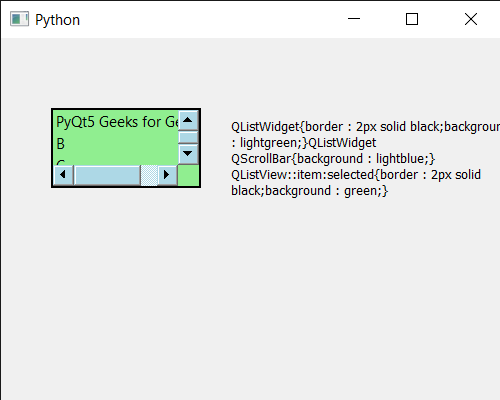 Python
PyQt5 Geeks for Ge
B
QListWidget{border : 2px solid black;backgroun
: lightgreen;}QListWidget
QScrollBar{background : lightblue;}
QListView::item:selected{border : 2px solid
black;background : green;}